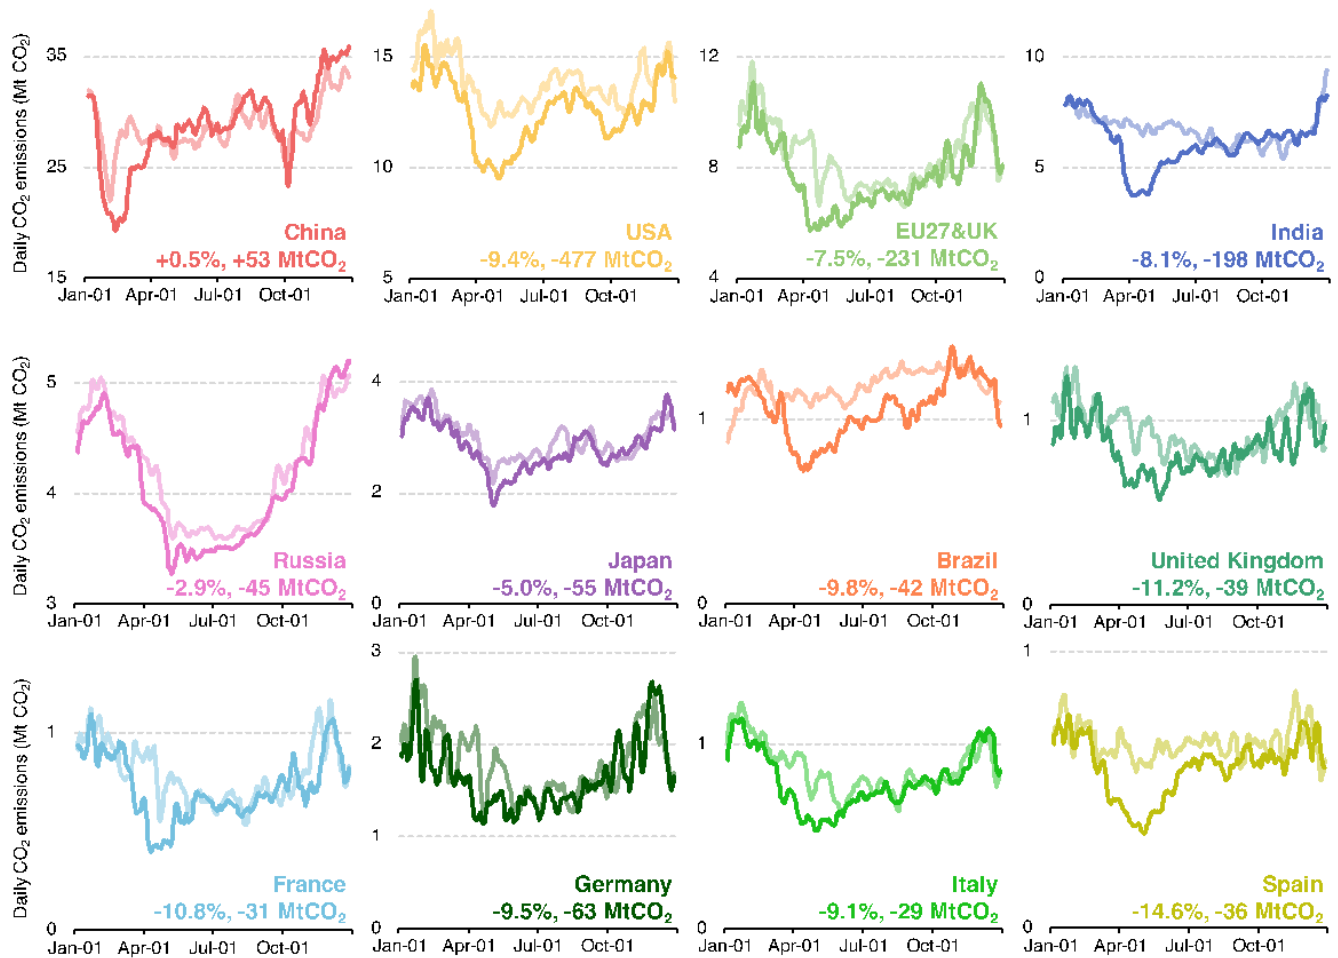 Daily CO₂ emissions (Mt CO₂)
35
25
15
China
+0.5%, +53 MtCO₂
Jan-01 Apr-01 Jul-01 Oct-01
15
10
5
USA
-9.4%, -477 MtCO₂
Jan-01 Apr-01 Jul-01 Oct-01
12
8
4
EU27&UK
-7.5%, -231 MtCO₂
Jan-01 Apr-01 Jul-01 Oct-01
10
5
0
India
-8.1%, -198 MtCO₂
Jan-01 Apr-01 Jul-01 Oct-01
Daily CO₂ emissions (Mt CO₂)
5
4
3
Russia
-2.9%, -45 MtCO₂
Jan-01 Apr-01 Jul-01 Oct-01
4
2
0
Japan
-5.0%, -55 MtCO₂
Jan-01 Apr-01 Jul-01 Oct-01
1
0
Brazil
-9.8%, -42 MtCO₂
Jan-01 Apr-01 Jul-01 Oct-01
1
0
United Kingdom
-11.2%, -39 MtCO₂
Jan-01 Apr-01 Jul-01 Oct-01
Daily CO₂ emissions (Mt CO₂)
1
0
France
-10.8%, -31 MtCO₂
Jan-01 Apr-01 Jul-01 Oct-01
3
2
1
0
Germany
-9.5%, -63 MtCO₂
Jan-01 Apr-01 Jul-01 Oct-01
1
0
Italy
-9.1%, -29 MtCO₂
Jan-01 Apr-01 Jul-01 Oct-01
1
0
Spain
-14.6%, -36 MtCO₂
Jan-01 Apr-01 Jul-01 Oct-01